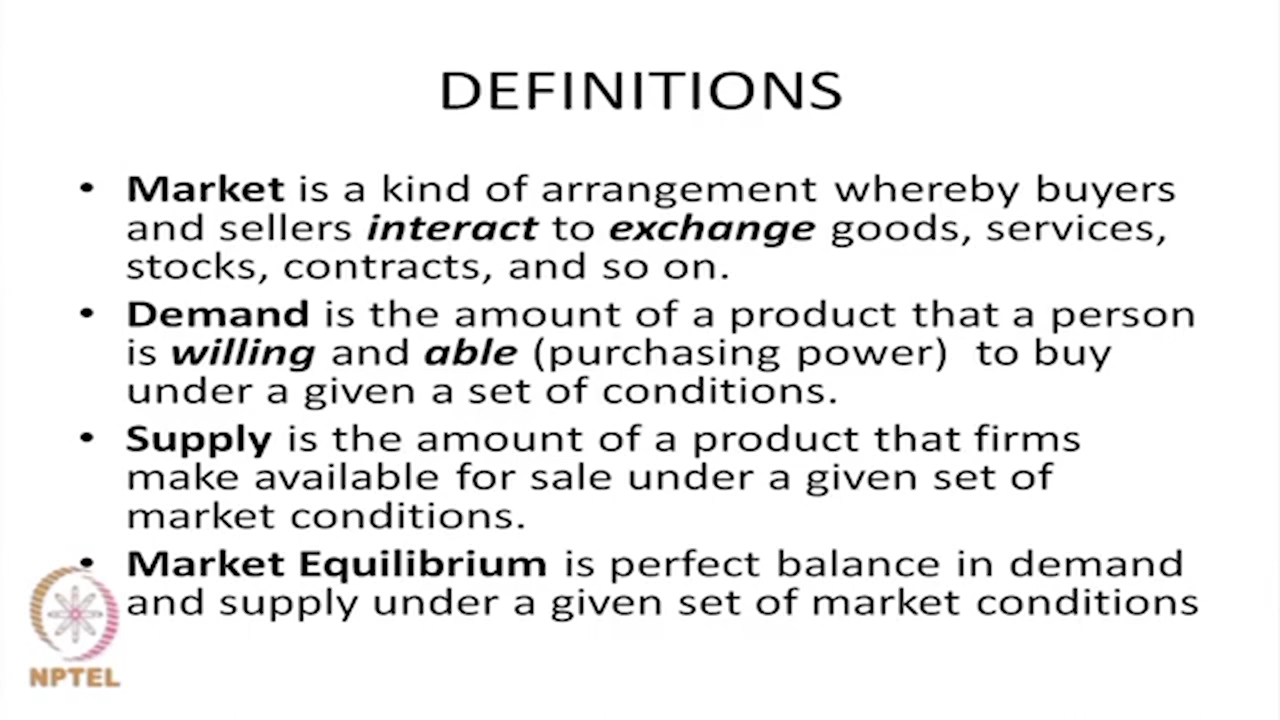 DEFINITIONS
• Market is a kind of arrangement whereby buyers
and sellers interact to exchange goods, services,
stocks, contracts, and so on.
• Demand is the amount of a product that a person
is willing and able (purchasing power)  to buy
under a given a set of conditions.
• Supply is the amount of a product that firms
make available for sale under a given set of
market conditions.
• Market Equilibrium is perfect balance in demand
and supply under a given set of market conditions
NPTEL